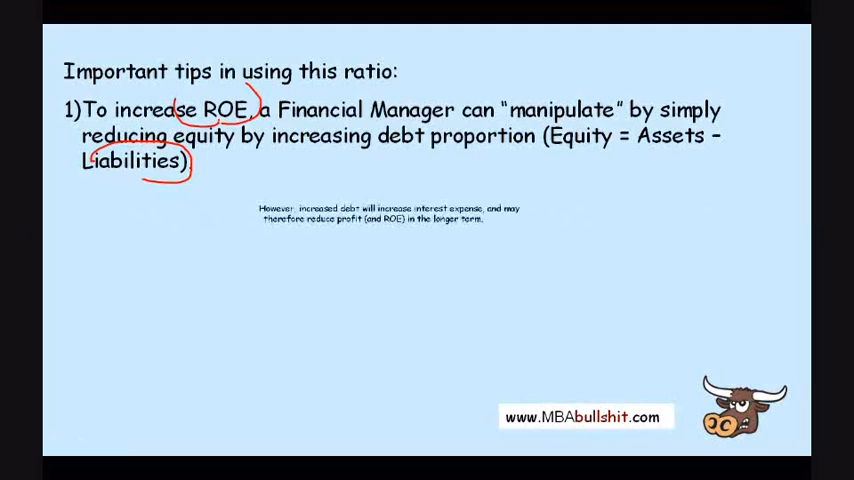 Important tips in using this ratio:
1)To increase ROE, a Financial Manager can “manipulate” by simply
reducing equity by increasing debt proportion (Equity = Assets –
Liabilities).
However, increased debt will increase interest expense, and may
therefore reduce profit (and ROE) in the longer term.
www.MBAbullshit.com